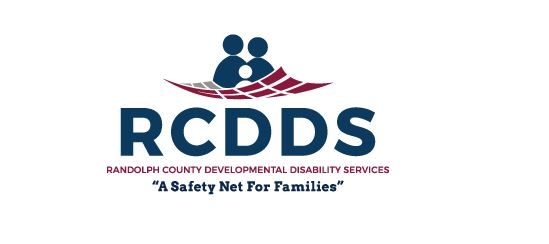 RCDDS
RANDOLPH COUNTY DEVELOPMENTAL DISABILITY SERVICES
“A Safety Net For Families”